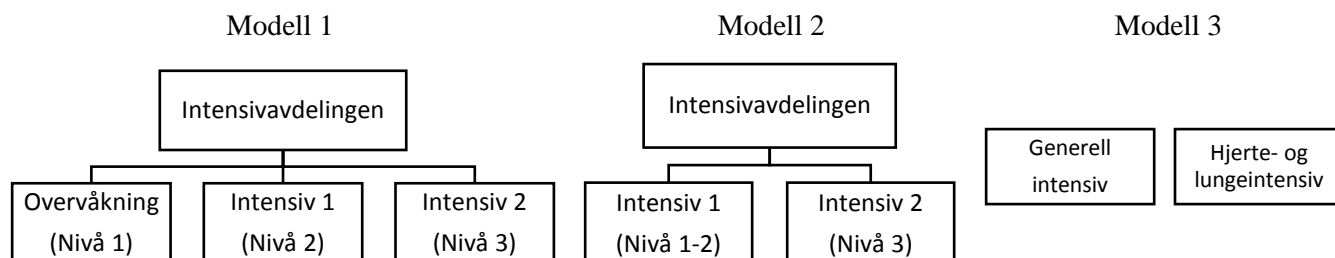 Modell 1
Modell 2
Modell 3
Intensivavdelingen
Overvåkning
(Nivå 1)
Intensiv 1
(Nivå 2)
Intensiv 2
(Nivå 3)
Intensivavdelingen
Intensiv 1
(Nivå 1-2)
Intensiv 2
(Nivå 3)
Generell
intensiv
Hjerte- og
lungeintensiv